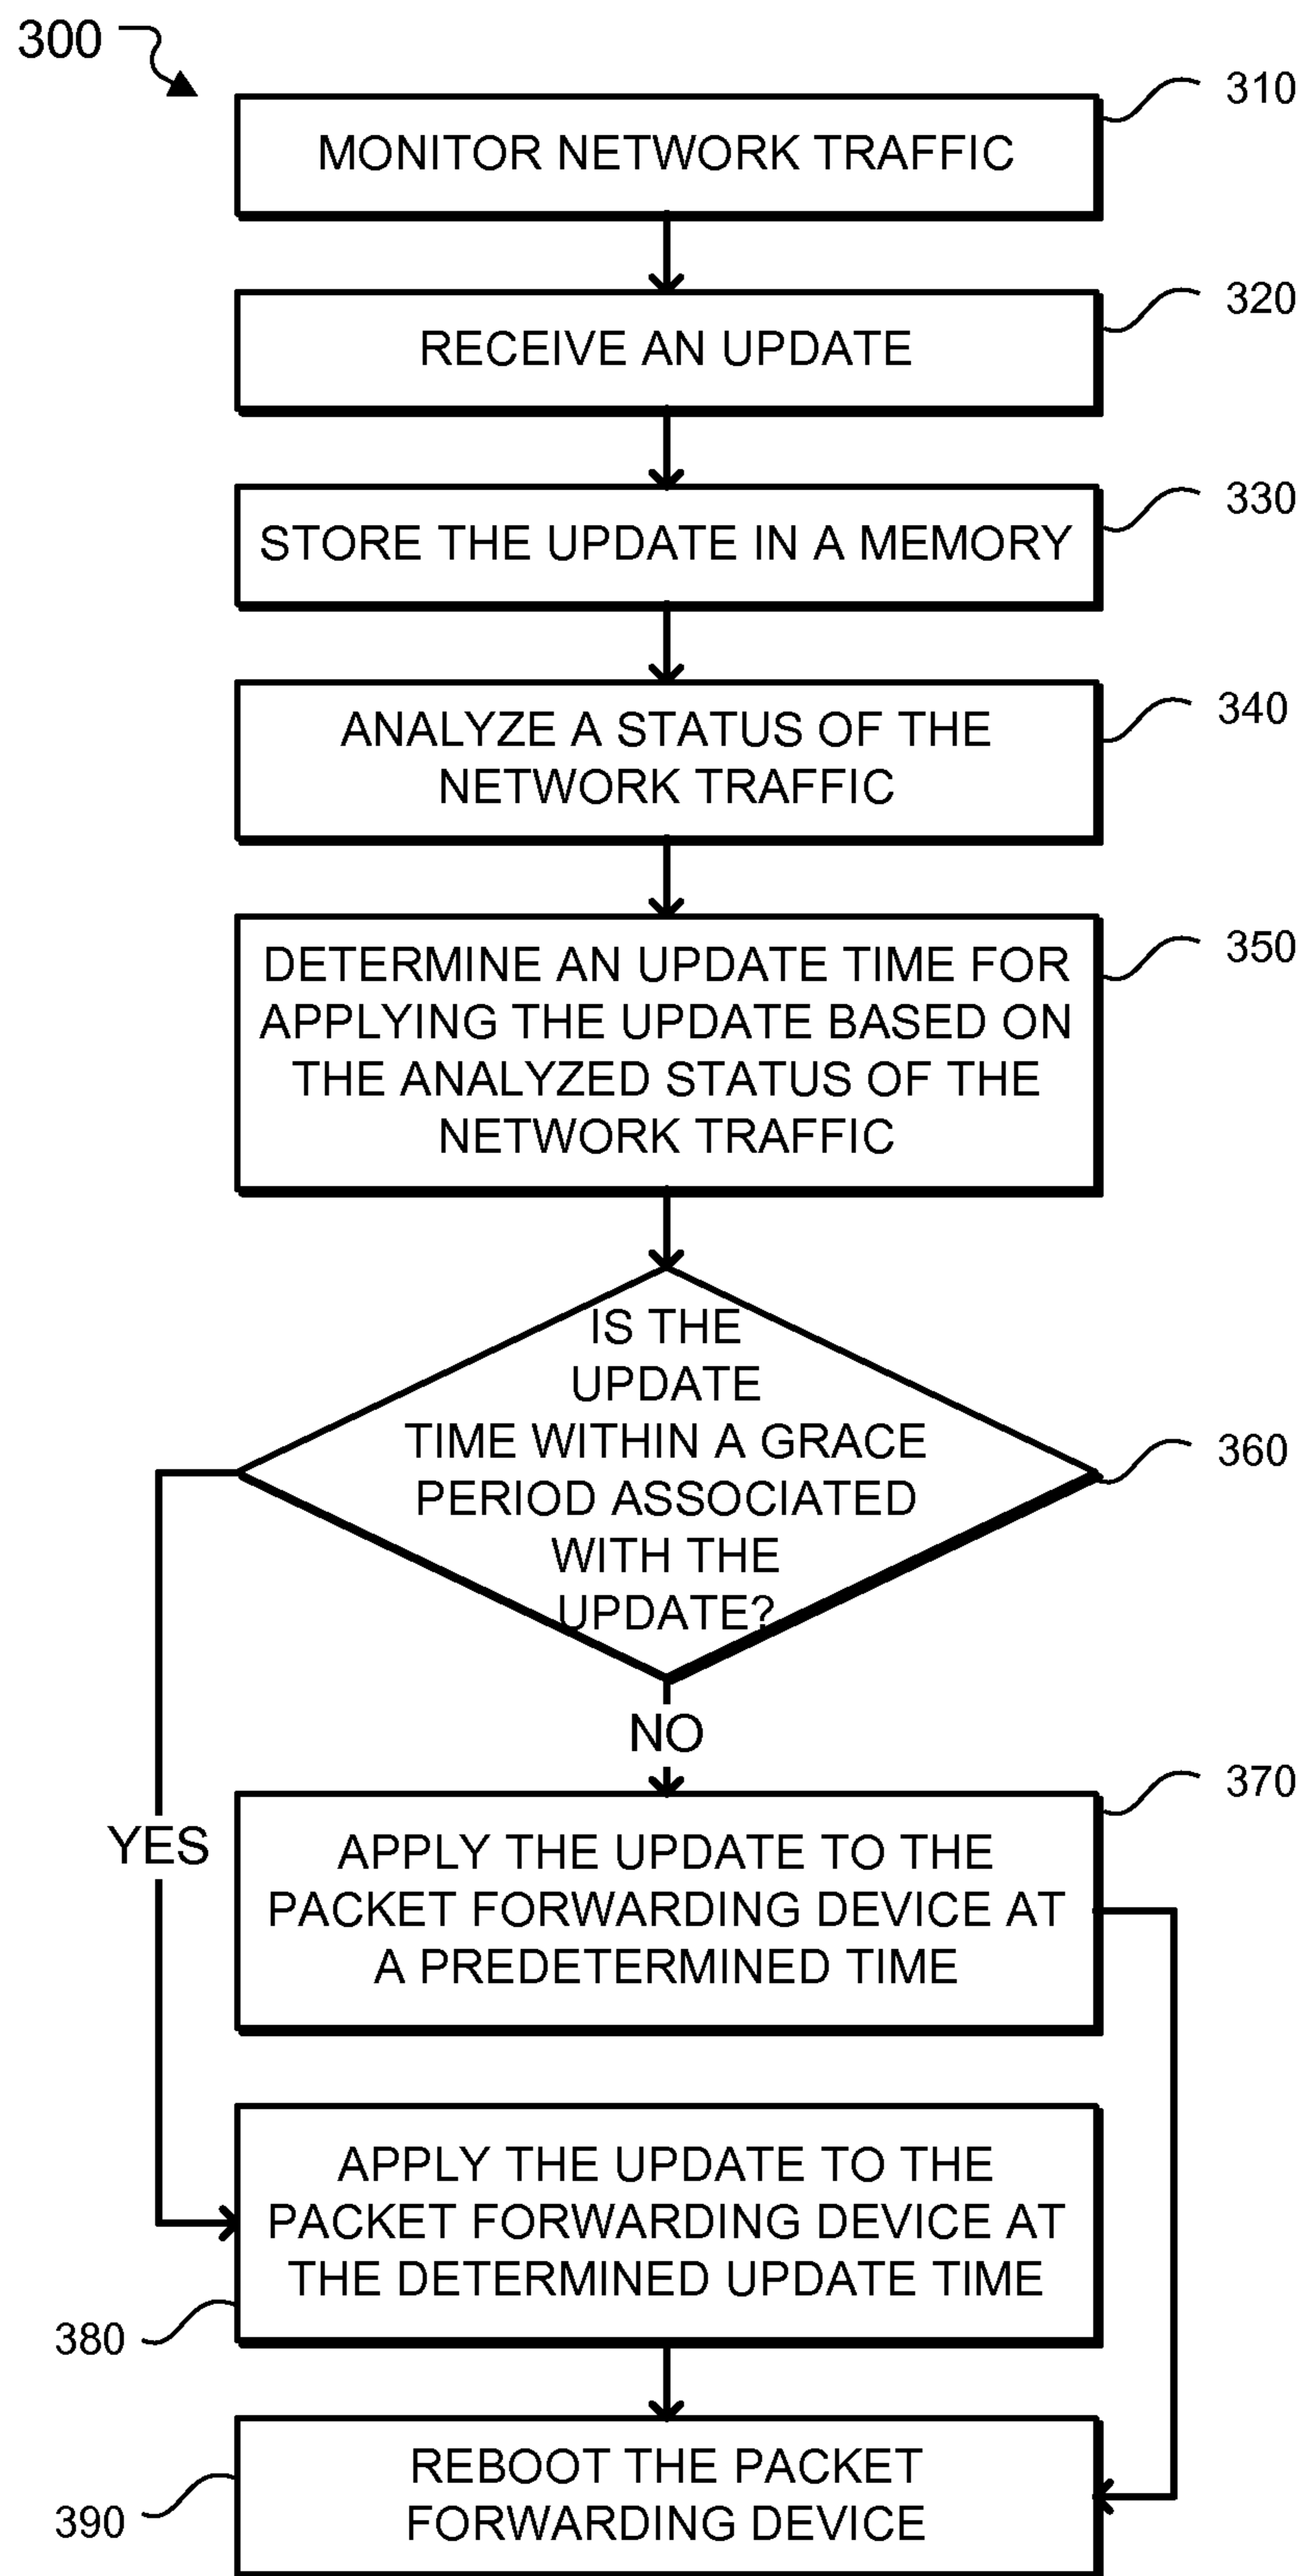 300
310
MONITOR NETWORK TRAFFIC
320
RECEIVE AN UPDATE
330
STORE THE UPDATE IN A MEMORY
340
ANALYZE A STATUS OF THE
NETWORK TRAFFIC
350
DETERMINE AN UPDATE TIME FOR
APPLYING THE UPDATE BASED ON
THE ANALYZED STATUS OF THE
NETWORK TRAFFIC
IS THE
UPDATE
TIME WITHIN A GRACE
PERIOD ASSOCIATED
WITH THE
UPDATE?
360
NO
YES
370
APPLY THE UPDATE TO THE
PACKET FORWARDING DEVICE AT
A PREDETERMINED TIME
APPLY THE UPDATE TO THE
PACKET FORWARDING DEVICE AT
THE DETERMINED UPDATE TIME
380
REBOOT THE PACKET
FORWARDING DEVICE
390